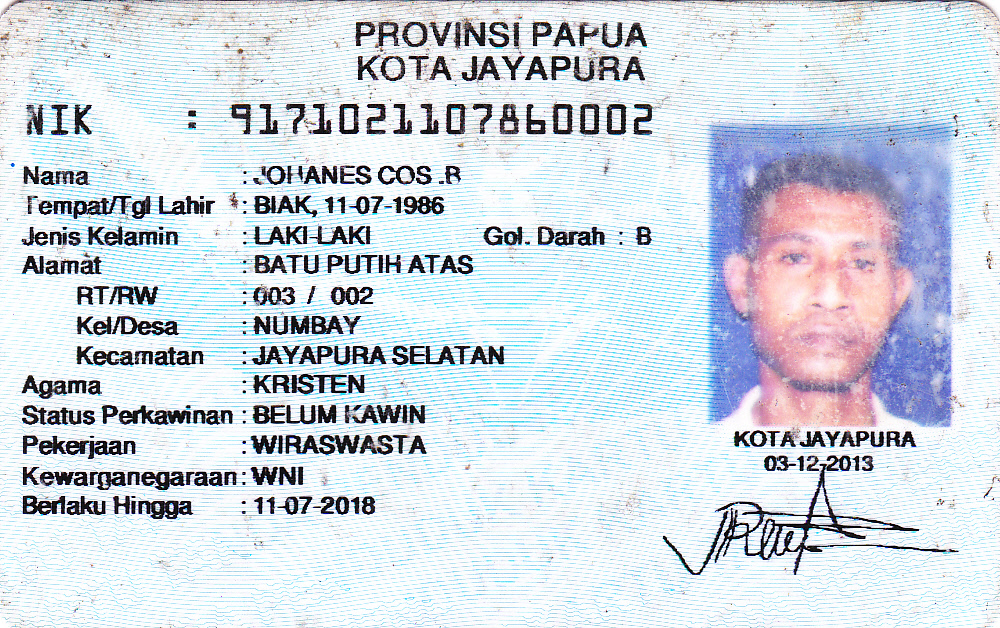 PROVINSI PAPUA
KOTA JAYAPURA
NIK : 9171021107860002
Nama : JOHANES COS .R
Tempat/Tgl Lahir : BIAK, 11-07-1986
Jenis Kelamin : LAKI-LAKI Gol. Darah : B
Alamat : BATU PUTIH ATAS
RT/RW : 003 / 002
Kel/Desa : NUMBAY
Kecamatan : JAYAPURA SELATAN
Agama : KRISTEN
Status Perkawinan : BELUM KAWIN
Pekerjaan : WIRASWASTA
Kewarganegaraan : WNI
Berlaku Hingga : 11-07-2018
KOTA JAYAPURA
03-12-2013